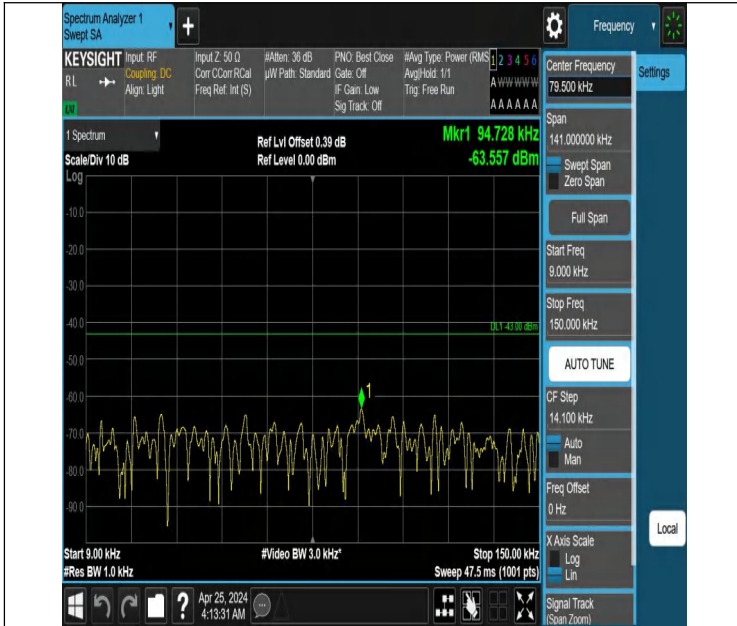 Spectrum Analyzer 1
Swept SA
+
Frequency
KEYSIGHT
RL
Input: RF
Coupling: DC
Align: Light
Input Z: 50 Ω
Corr CCorr RCal
Freq Ref: Int (S)
#Atten: 36 dB
µW Path: Standard
PNO: Best Close
Gate: Off
IF Gain: Low
Sig Track: Off
#Avg Type: Power (RMS
Avg|Hold: 1/1
Trig: Free Run
1 2 3 4 5 6
A W W W W W
A A A A A A
1 Spectrum
Scale/Div 10 dB
Log
Ref Lvl Offset 0.39 dB
Ref Level 0.00 dBm
Mkr1 94.728 kHz
-63.557 dBm
-10.0
-20.0
-30.0
-40.0
DL1 -43.00 dBm
-50.0
-60.0
1
-70.0
-80.0
-90.0
Start 9.00 kHz
#Res BW 1.0 kHz
#Video BW 3.0 kHz*
Stop 150.00 kHz
Sweep 47.5 ms (1001 pts)
?
Apr 25, 2024
4:13:31 AM
Center Frequency
79.500 kHz
Span
141.000000 kHz
Swept Span
Zero Span
Full Span
Start Freq
9.000 kHz
Stop Freq
150.000 kHz
AUTO TUNE
CF Step
14.100 kHz
Auto
Man
Freq Offset
0 Hz
X Axis Scale
Log
Lin
Signal Track
(Span Zoom)
Settings
Local